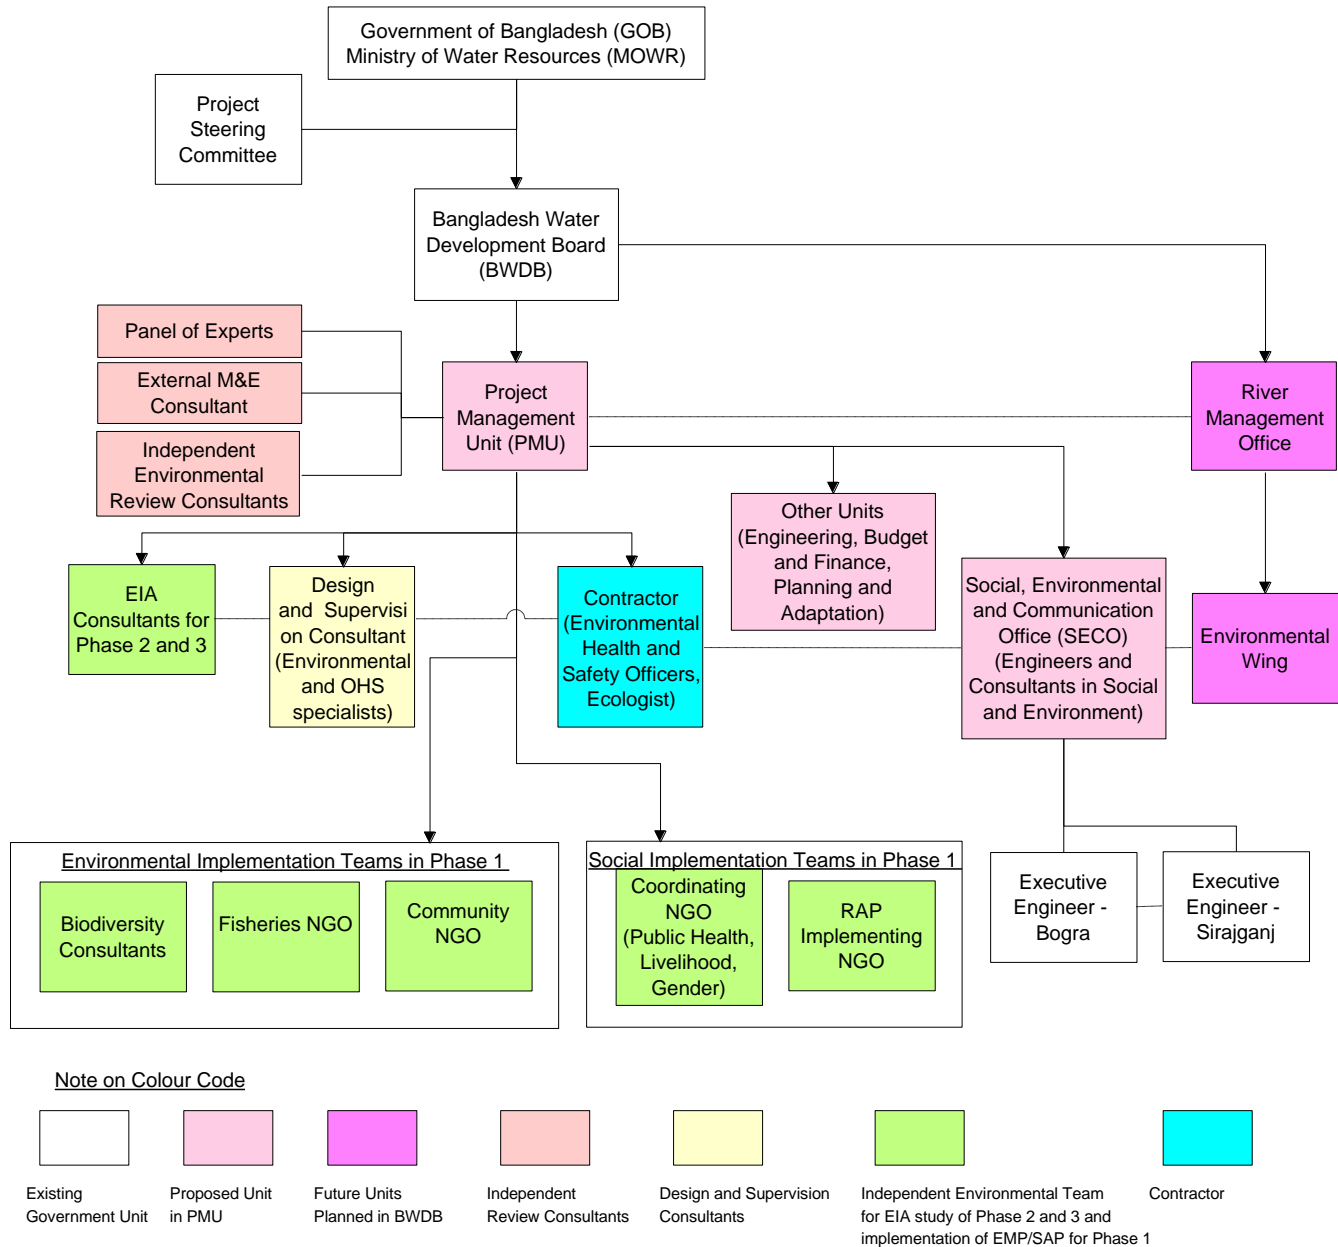 Government of Bangladesh (GOB)
Ministry of Water Resources (MOWR)
Project
Steering
Committee
Bangladesh Water
Development Board
(BWDB)
Panel of Experts
External M&E
Consultant
Independent
Environmental
Review Consultants
Project
Management
Unit (PMU)
River
Management
Office
Other Units
(Engineering, Budget
and Finance,
Planning and
Adaptation)
EIA
Consultants for
Phase 2 and 3
Design
and  Supervisi
on Consultant
(Environmental
and OHS
specialists)
Contractor
(Environmental
Health and
Safety Officers,
Ecologist)
Social, Environmental
and Communication
Office (SECO)
(Engineers and
Consultants in Social
and Environment)
Environmental
Wing
Environmental Implementation Teams in Phase 1
Biodiversity
Consultants
Fisheries NGO
Community
NGO
Social Implementation Teams in Phase 1
Coordinating
NGO
(Public Health,
Livelihood,
Gender)
RAP
Implementing
NGO
Executive
Engineer -
Bogra
Executive
Engineer -
Sirajganj
Note on Colour Code
Existing
Government Unit
Proposed Unit
in PMU
Future Units
Planned in BWDB
Independent
Review Consultants
Design and Supervision
Consultants
Independent Environmental Team
for EIA study of Phase 2 and 3 and
implementation of EMP/SAP for Phase 1
Contractor